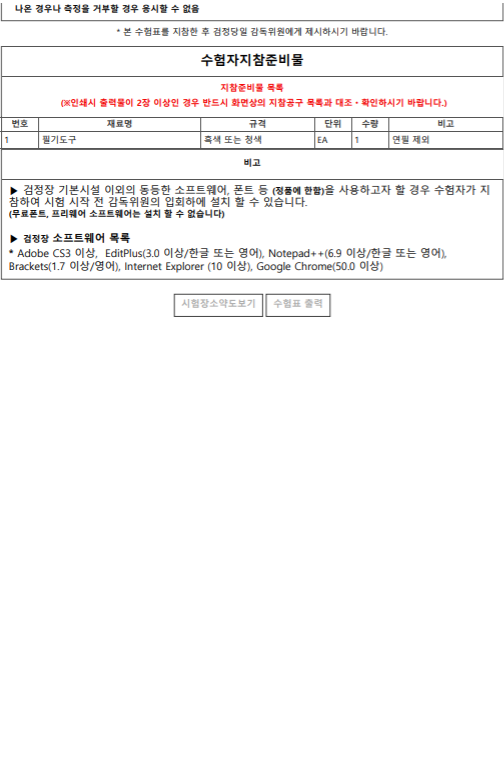 나온 경우나 측정을 거부할 경우 응시할 수 없음
* 본 수험표를 지참한 후 검정당일 감독위원에게 제시하시기 바랍니다.
수험자지참준비물
지참준비물 목록
(※인쇄시 출력물이 2장 이상인 경우 반드시 화면상의 지참공구 목록과 대조・확인하시기 바랍니다.)
번호 재료명 규격 단위 수량 비고
1 필기도구 흑색 또는 청색 EA 1 연필 제외
비고
▶ 검정장 기본시설 이외의 동등한 소프트웨어, 폰트 등 (정품에 한함)을 사용하고자 할 경우 수험자가 지
참하여 시험 시작 전 감독위원의 입회하에 설치 할 수 있습니다.
(무료폰트, 프리웨어 소프트웨어는 설치 할 수 없습니다)
▶ 검정장 소프트웨어 목록
* Adobe CS3 이상, EditPlus(3.0 이상/한글 또는 영어), Notepad++(6.9 이상/한글 또는 영어),
Brackets(1.7 이상/영어), Internet Explorer (10 이상), Google Chrome(50.0 이상)
시험장소약도보기 수험표 출력